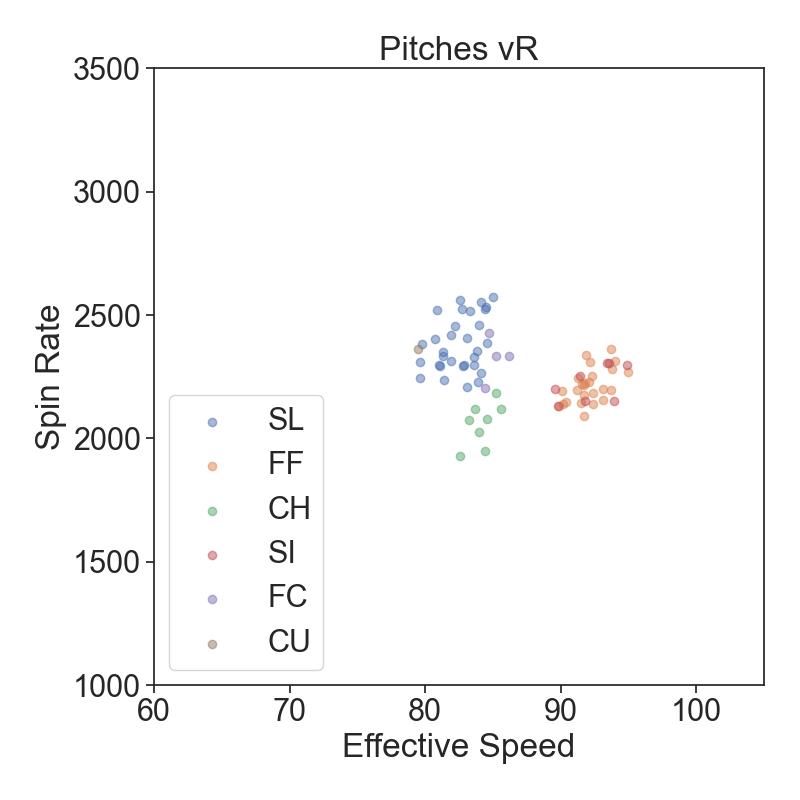 Pitches vR
3500
3000
2500
2000
1500
1000
Spin Rate
SL
FF
CH
SI
FC
CU
60 70 80 90 100
Effective Speed